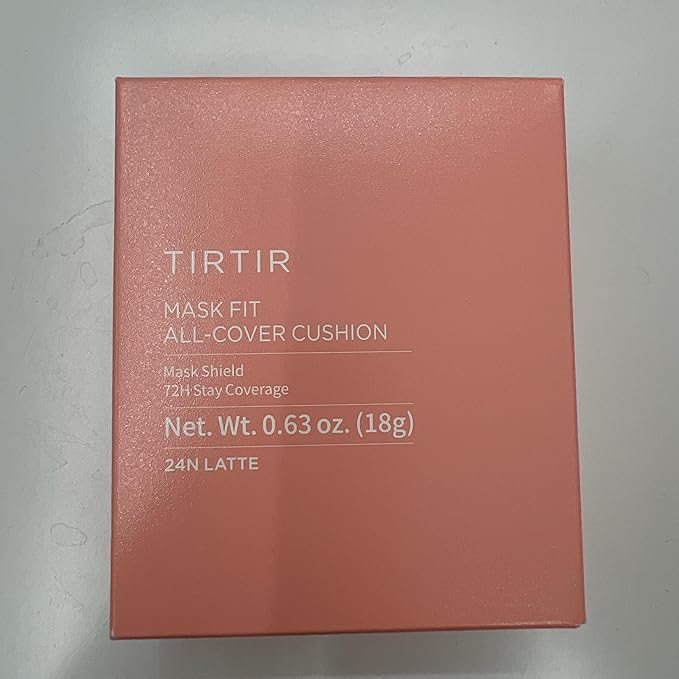 TIRTIR
MASK FIT
ALL-COVER CUSHION
Mask Shield
72H Stay Coverage
Net. Wt. 0.63 oz. (18g)
24N LATTE